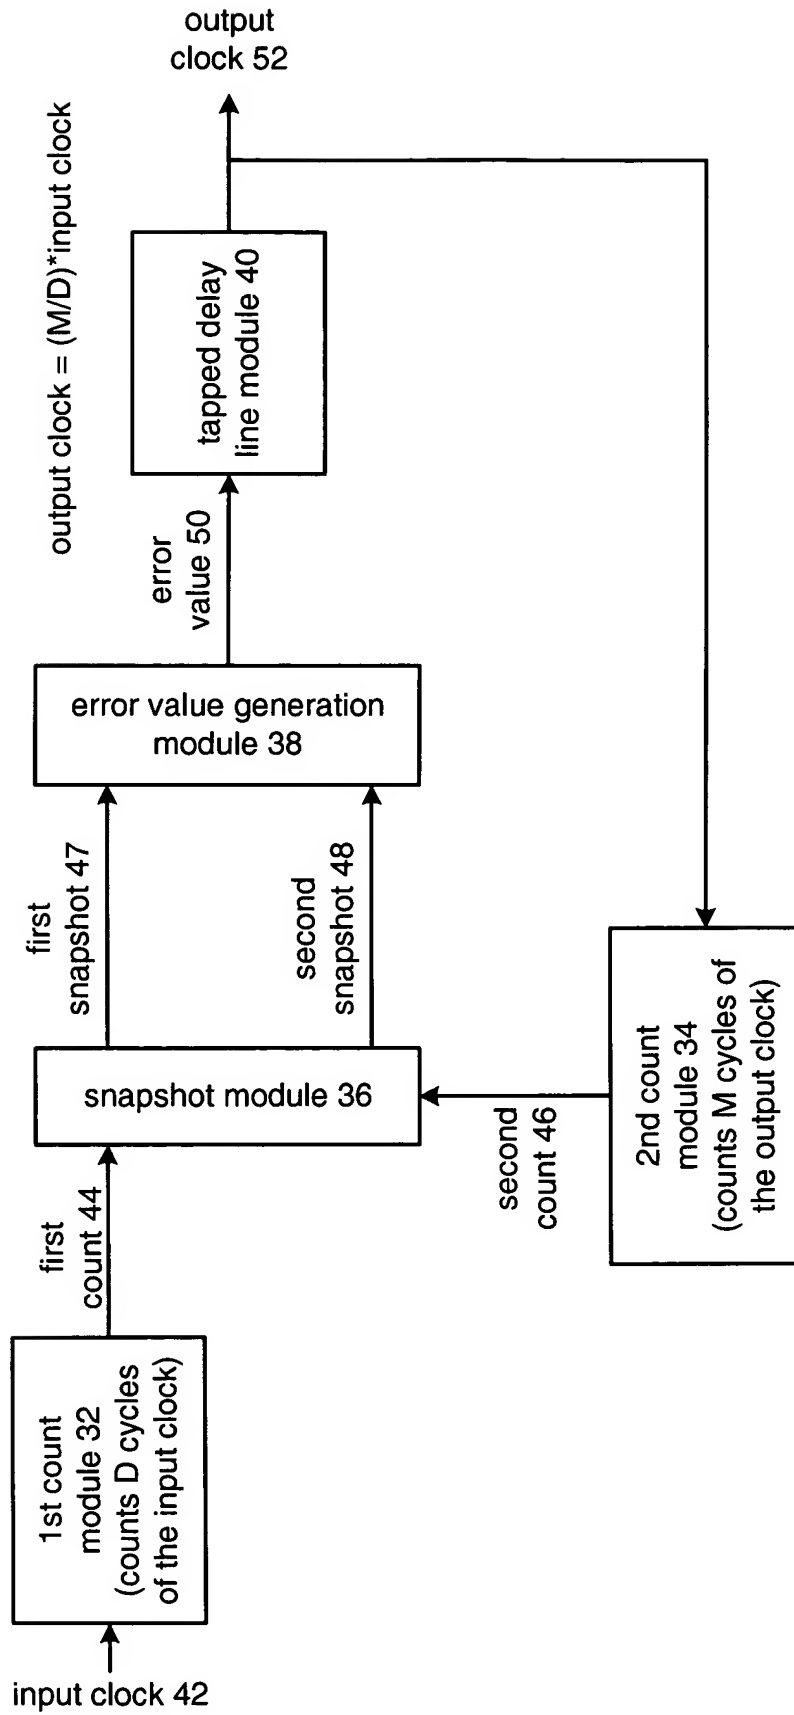 input clock 42
1st count
module 32
(counts D cycles
of the input clock)
first
count 44
snapshot module 36
second
count 46
2nd count
module 34
(counts M cycles of
the output clock)
first
snapshot 47
second
snapshot 48
error value generation
module 38
error
value 50
tapped delay
line module 40
output clock = (M/D)*input clock
output
clock 52